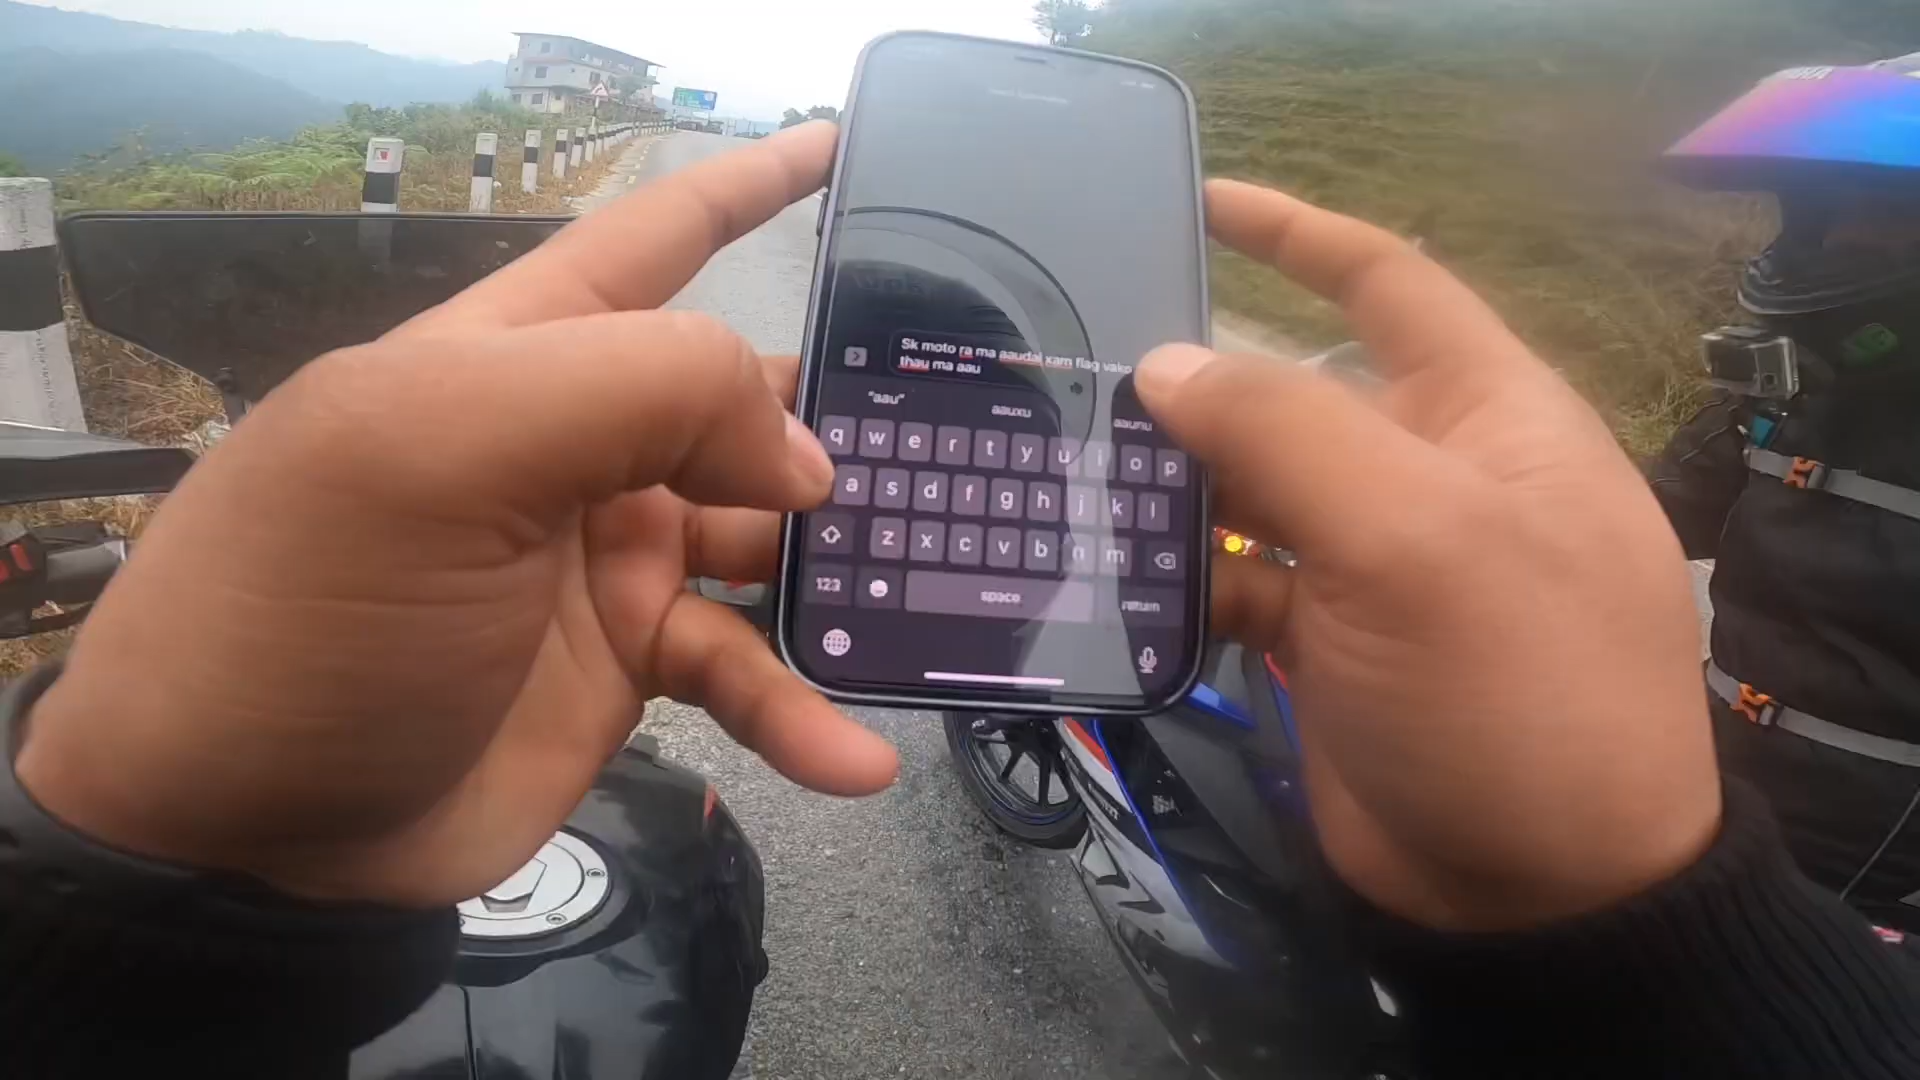 Sk moto ra ma aaudai xam flag vako
thau ma aau
"aau" aauxu aaunu
q w e r t y u i o p
a s d f g h j k l
z x c v b n m
123 space return